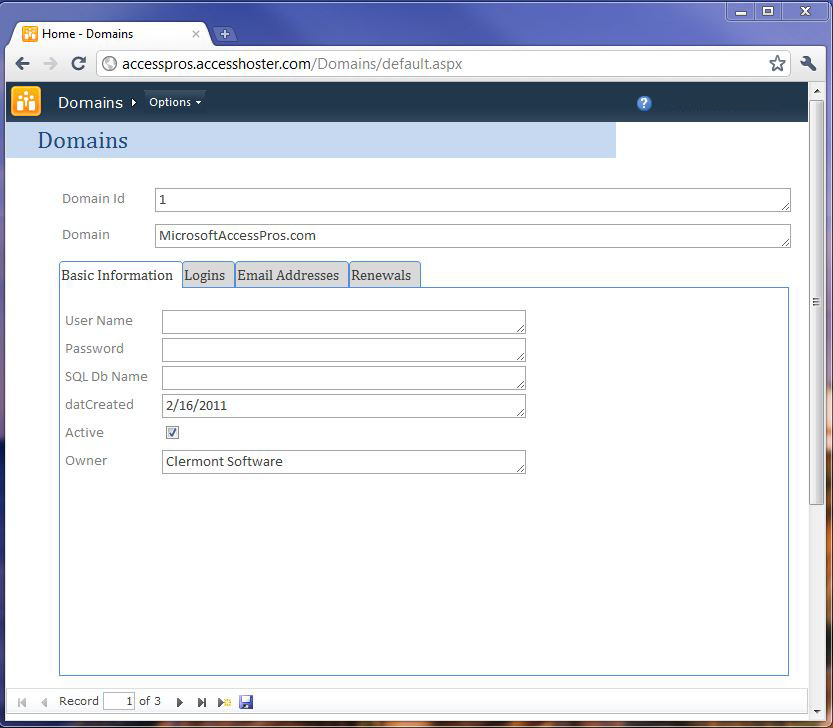 Home - Domains
accesspros.accesshoster.com/Domains/default.aspx
Domains Options
?
Domains
Domain Id 1
Domain MicrosoftAccessPros.com
Basic Information Logins Email Addresses Renewals
User Name
Password
SQL Db Name
datCreated 2/16/2011
Active
Owner Clermont Software
Record 1 of 3